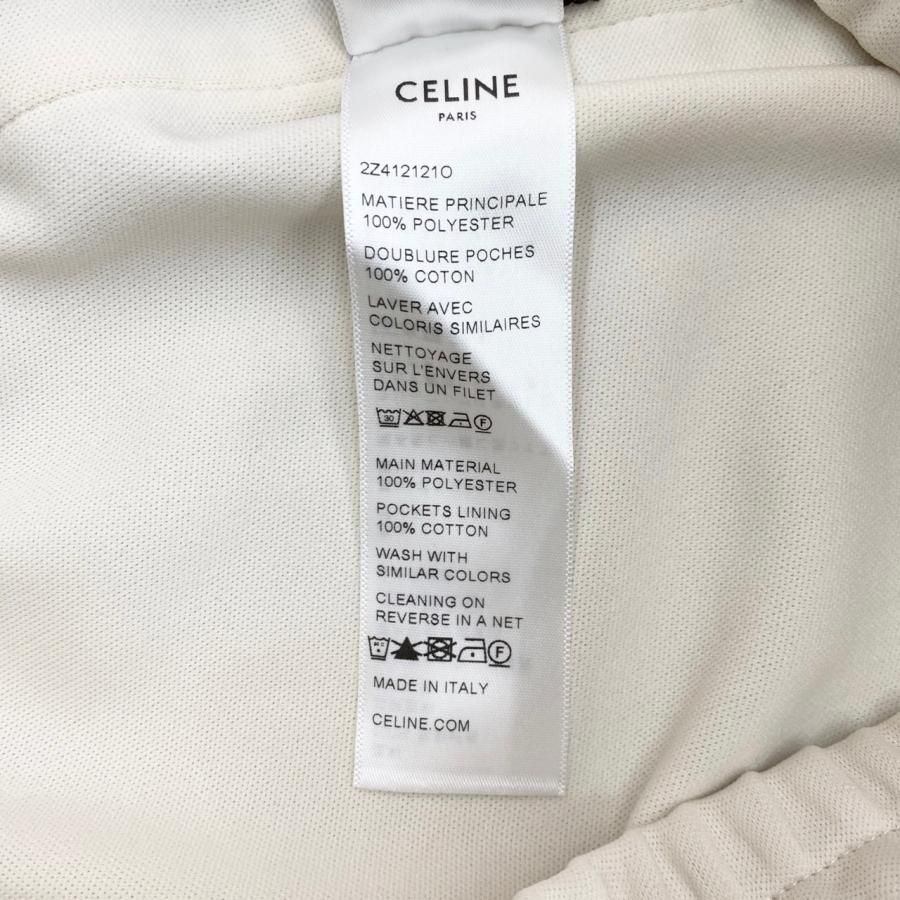 CELINE
PARIS
2Z412121O
MATIERE PRINCIPALE
100% POLYESTER
DOUBLURE POCHES
100% COTON
LAVER AVEC
COLORIS SIMILAIRES
NETTOYAGE
SUR L'ENVERS
DANS UN FILET
30 F
MAIN MATERIAL
100% POLYESTER
POCKETS LINING
100% COTTON
WASH WITH
SIMILAR COLORS
CLEANING ON
REVERSE IN A NET
F
MADE IN ITALY
CELINE.COM